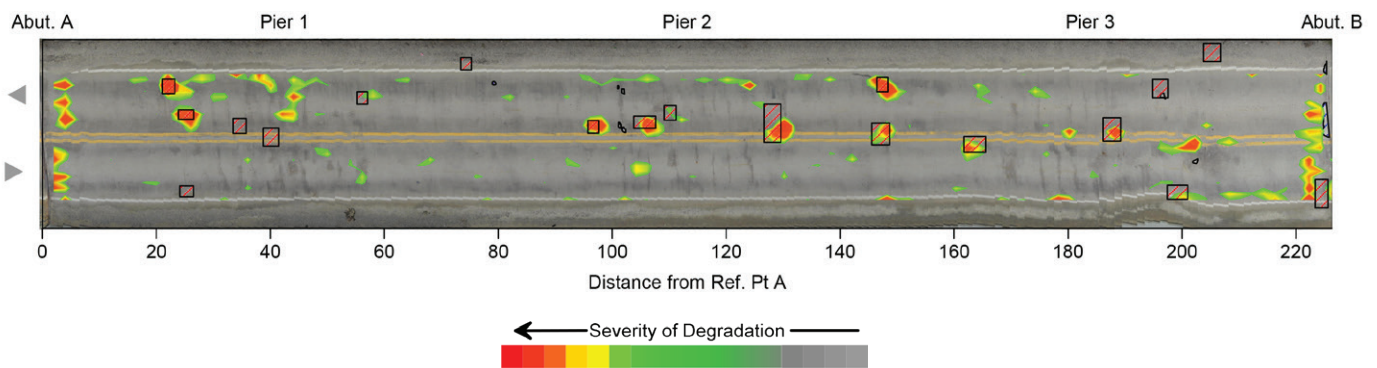 Abut. A Pier 1 Pier 2 Pier 3 Abut. B
0 20 40 60 80 100 120 140 160 180 200 220
Distance from Ref. Pt A
Severity of Degradation